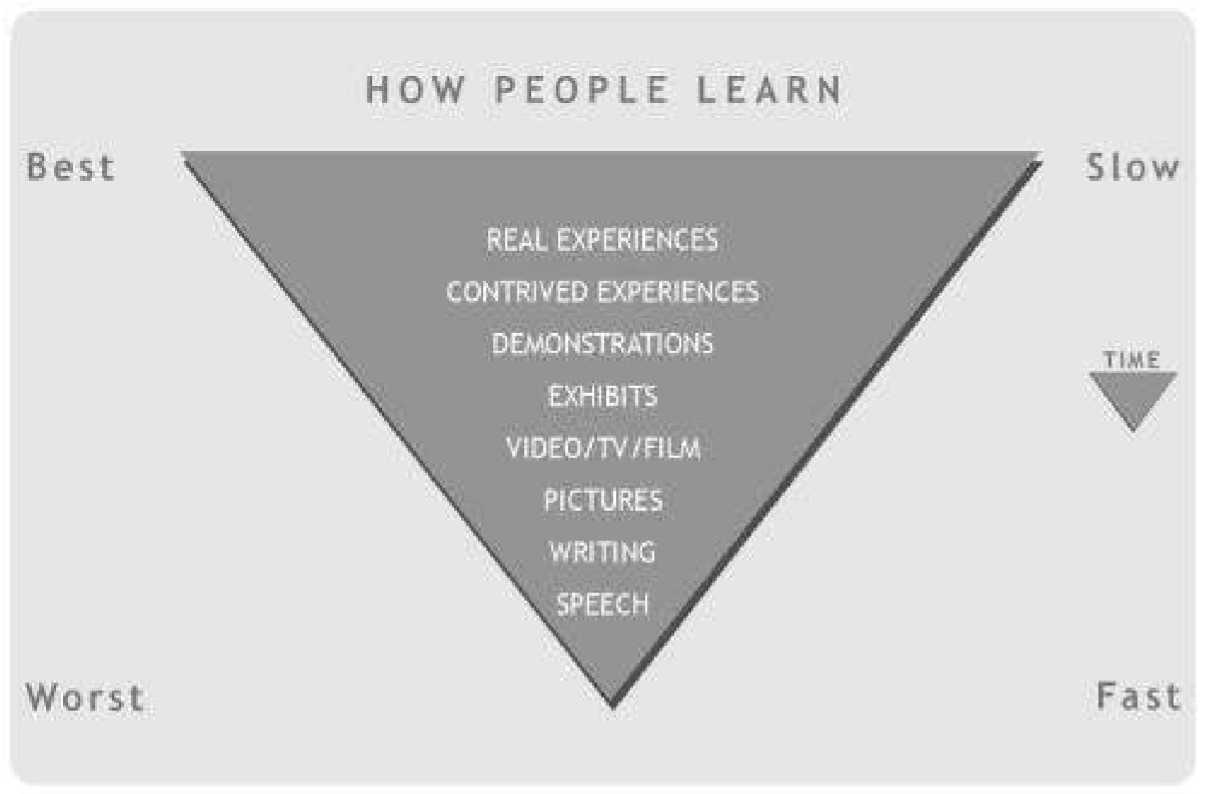 HOW PEOPLE LEARN
Best
Slow
REAL EXPERIENCES
CONTRIVED EXPERIENCES
DEMONSTRATIONS
TIME
EXHIBITS
VIDEO/TV/FILM
PICTURES
WRITING
SPEECH
Worst
Fast